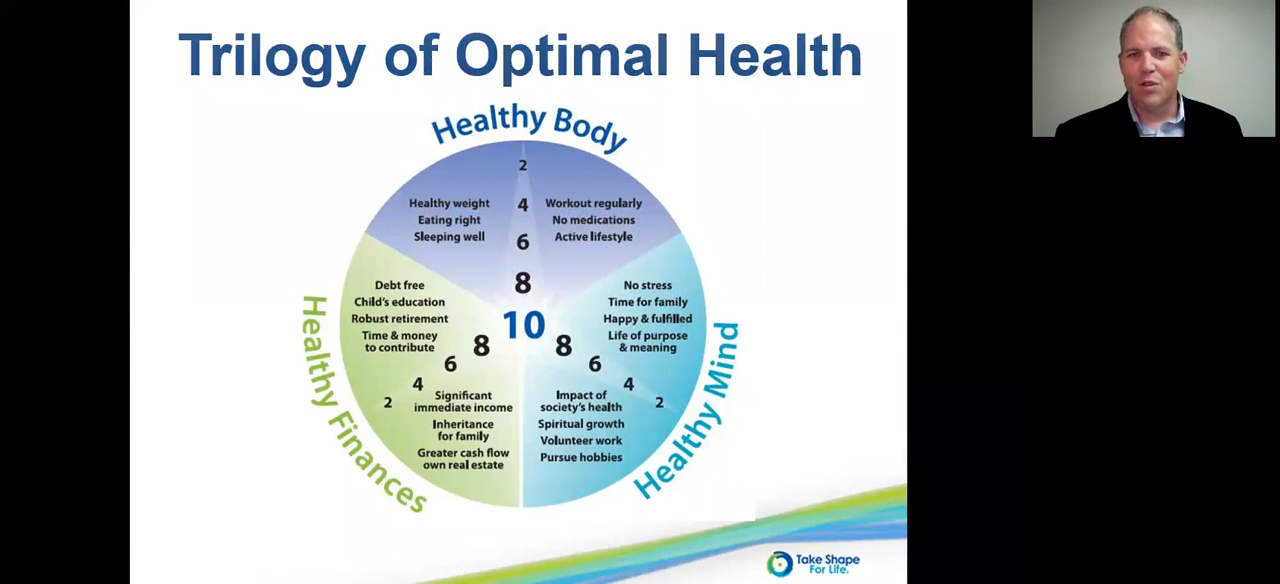 Trilogy of Optimal Health
Healthy Body
2
4
6
8
10
Healthy weight
Eating right
Sleeping well
Workout regularly
No medications
Active lifestyle
Debt free
Child's education
Robust retirement
Time & money
to contribute
8
6
4
2
Significant
immediate income
Inheritance
for family
Greater cash flow
own real estate
Healthy Finances
No stress
Time for family
Happy & fulfilled
Life of purpose
& meaning
8
6
4
2
Impact of
society's health
Spiritual growth
Volunteer work
Pursue hobbies
Healthy Mind
Take Shape
For Life.